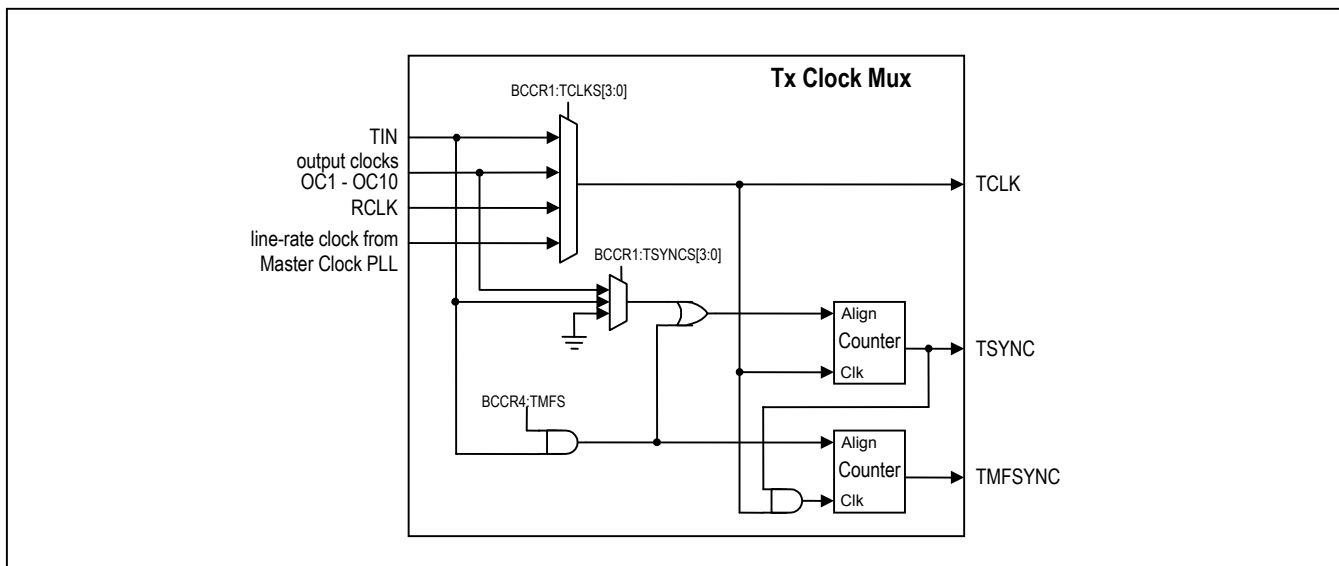 Tx Clock Mux
BCCR1:TCLKS[3:0]
TIN
output clocks
OC1 - OC10
RCLK
line-rate clock from
Master Clock PLL
TCLK
BCCR1:TSYNCS[3:0]
Align
Counter
Clk
TSYNC
BCCR4:TMFS
Align
Counter
Clk
TMFSYNC